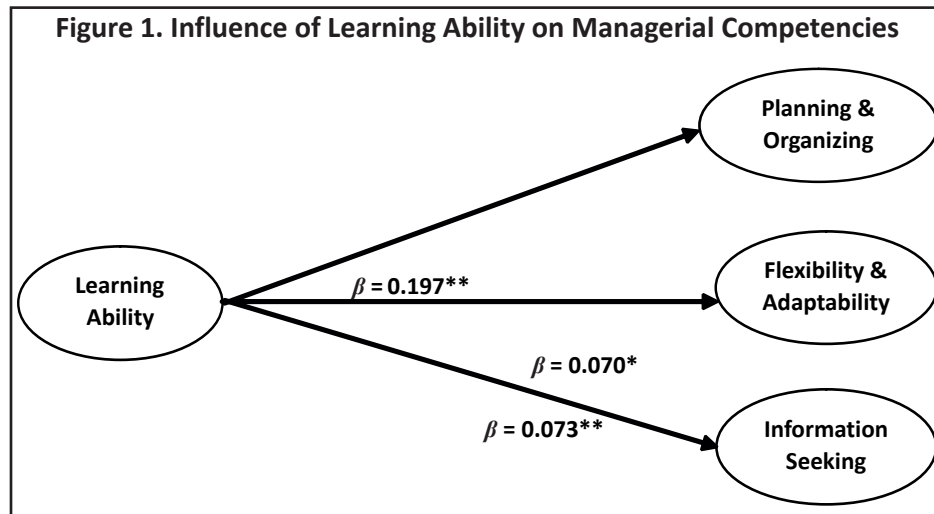 Figure 1. Influence of Learning Ability on Managerial Competencies
Planning &
Organizing
Learning
Ability
β = 0.197**
Flexibility &
Adaptability
β = 0.070*
β = 0.073**
Information
Seeking